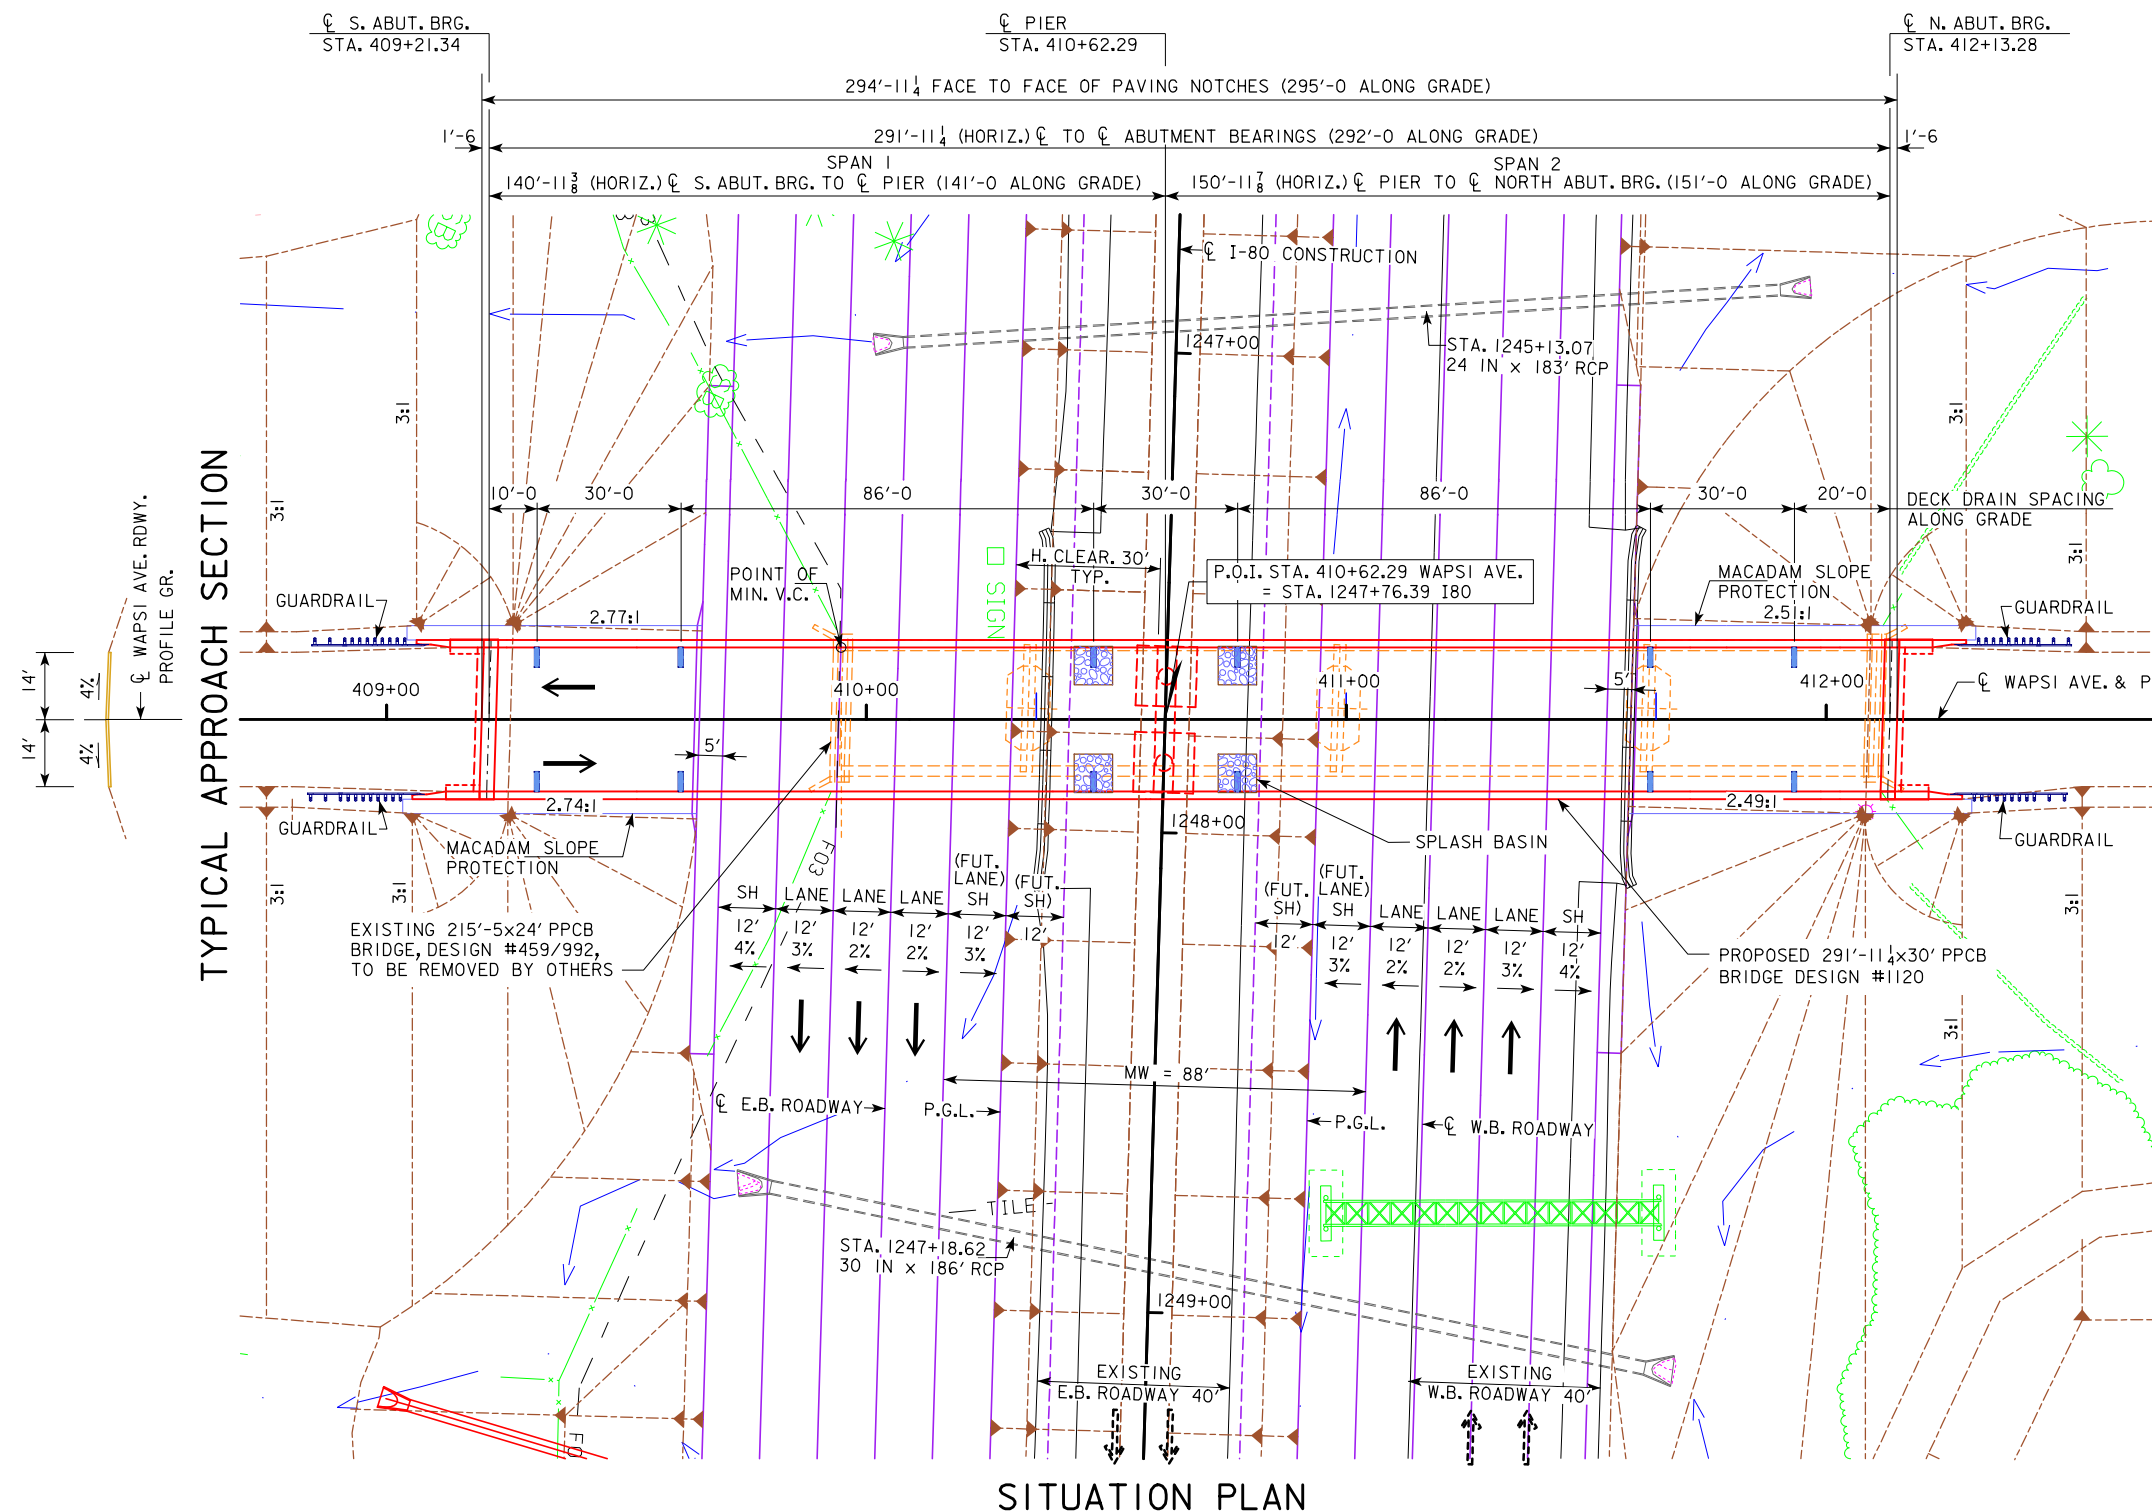 ℄ S. ABUT. BRG.
STA. 409+21.34
℄ PIER
STA. 410+62.29
℄ N. ABUT. BRG.
STA. 412+13.28
294'-11¼ FACE TO FACE OF PAVING NOTCHES (295'-0 ALONG GRADE)
1'-6
291'-11¼ (HORIZ.) ℄ TO ℄ ABUTMENT BEARINGS (292'-0 ALONG GRADE)
1'-6
SPAN 1
SPAN 2
140'-11⅜ (HORIZ.) ℄ S. ABUT. BRG. TO ℄ PIER (141'-0 ALONG GRADE)
150'-11⅞ (HORIZ.) ℄ PIER TO ℄ NORTH ABUT. BRG. (151'-0 ALONG GRADE)
℄ I-80 CONSTRUCTION
1247+00
STA. 1245+13.07
24 IN x 183' RCP
3:1
3:1
3:1
3:1
10'-0
30'-0
86'-0
30'-0
86'-0
30'-0
20'-0
DECK DRAIN SPACING
ALONG GRADE
TYPICAL APPROACH SECTION
℄ WAPSI AVE. RDWY.
PROFILE GR.
14'
14'
4%
4%
H. CLEAR. 30'
TYP.
SIGN
POINT OF
MIN. V.C.
P.O.I. STA. 410+62.29 WAPSI AVE.
= STA. 1247+76.39 I80
MACADAM SLOPE
PROTECTION
GUARDRAIL
2.77:1
2.51:1
GUARDRAIL
409+00
410+00
411+00
412+00
5'
℄ WAPSI AVE. & P
5'
2.74:1
2.49:1
GUARDRAIL
MACADAM SLOPE
PROTECTION
1248+00
SPLASH BASIN
GUARDRAIL
FO3
3:1
3:1
3:1
3:1
EXISTING 215'-5x24' PPCB
BRIDGE, DESIGN #459/992,
TO BE REMOVED BY OTHERS
SH
LANE
LANE
LANE
(FUT.
LANE)
SH
(FUT.
SH)
12'
12'
12'
12'
12'
12'
4%
3%
2%
2%
3%
(FUT.
SH)
(FUT.
LANE)
SH
LANE
LANE
LANE
SH
12'
12'
12'
12'
12'
12'
3%
2%
2%
3%
4%
PROPOSED 291'-11¼x30' PPCB
BRIDGE DESIGN #1120
MW = 88'
℄ E.B. ROADWAY
P.G.L.
P.G.L.
℄ W.B. ROADWAY
TILE
STA. 1247+18.62
30 IN x 186' RCP
1249+00
EXISTING
E.B. ROADWAY 40'
EXISTING
W.B. ROADWAY 40'
FO
SITUATION PLAN